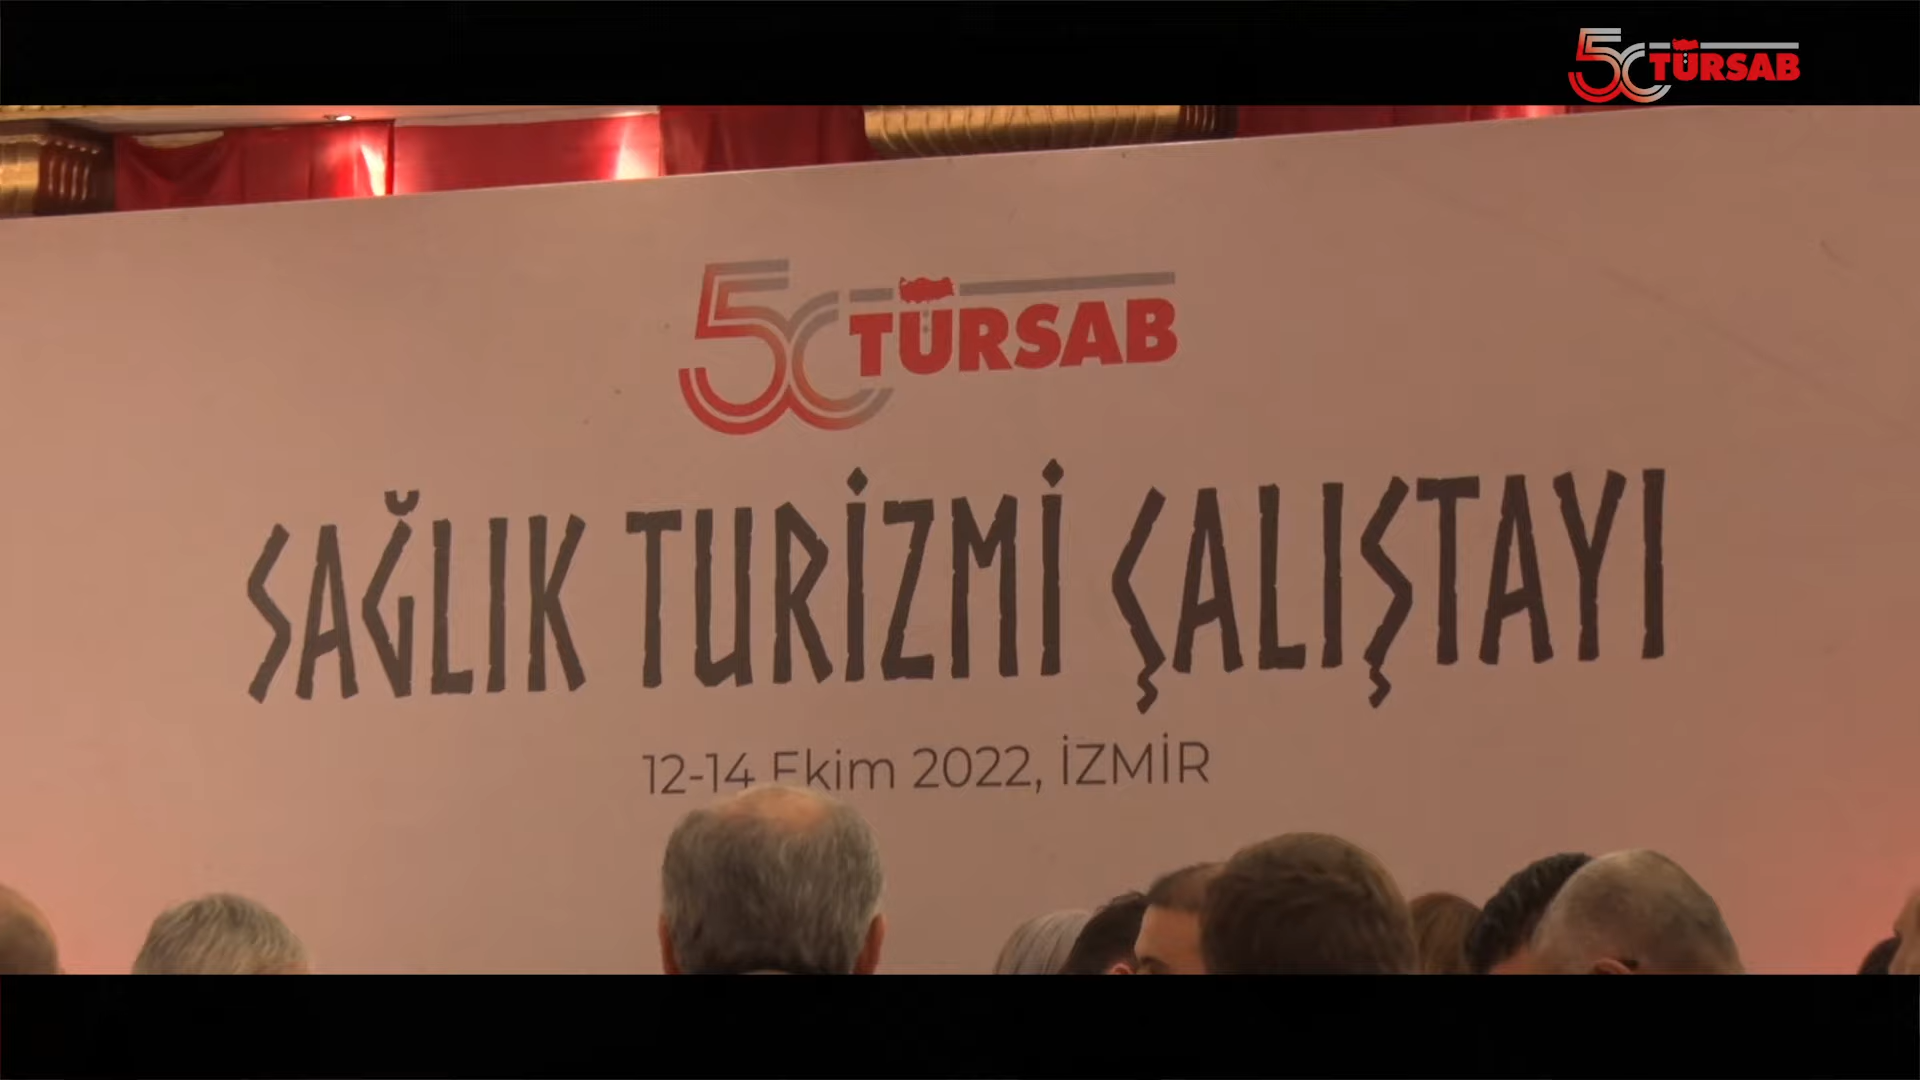 50 TÜRSAB
50 TÜRSAB
SAĞLIK TURİZMİ ÇALIŞTAYI
12-14 Ekim 2022, İZMİR